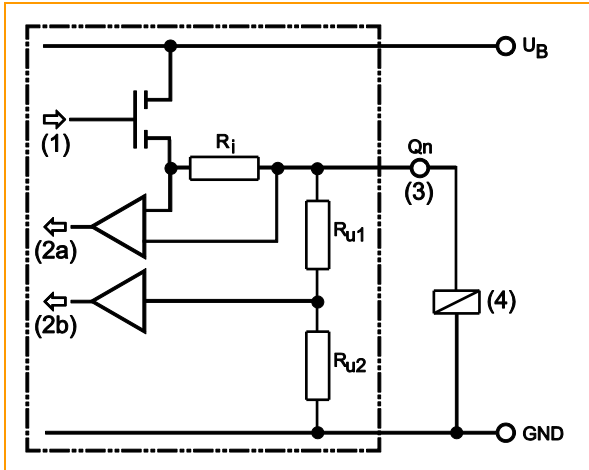 U_B
(1)
R_i
Qn
(3)
(2a)
R_u1
(4)
(2b)
R_u2
GND